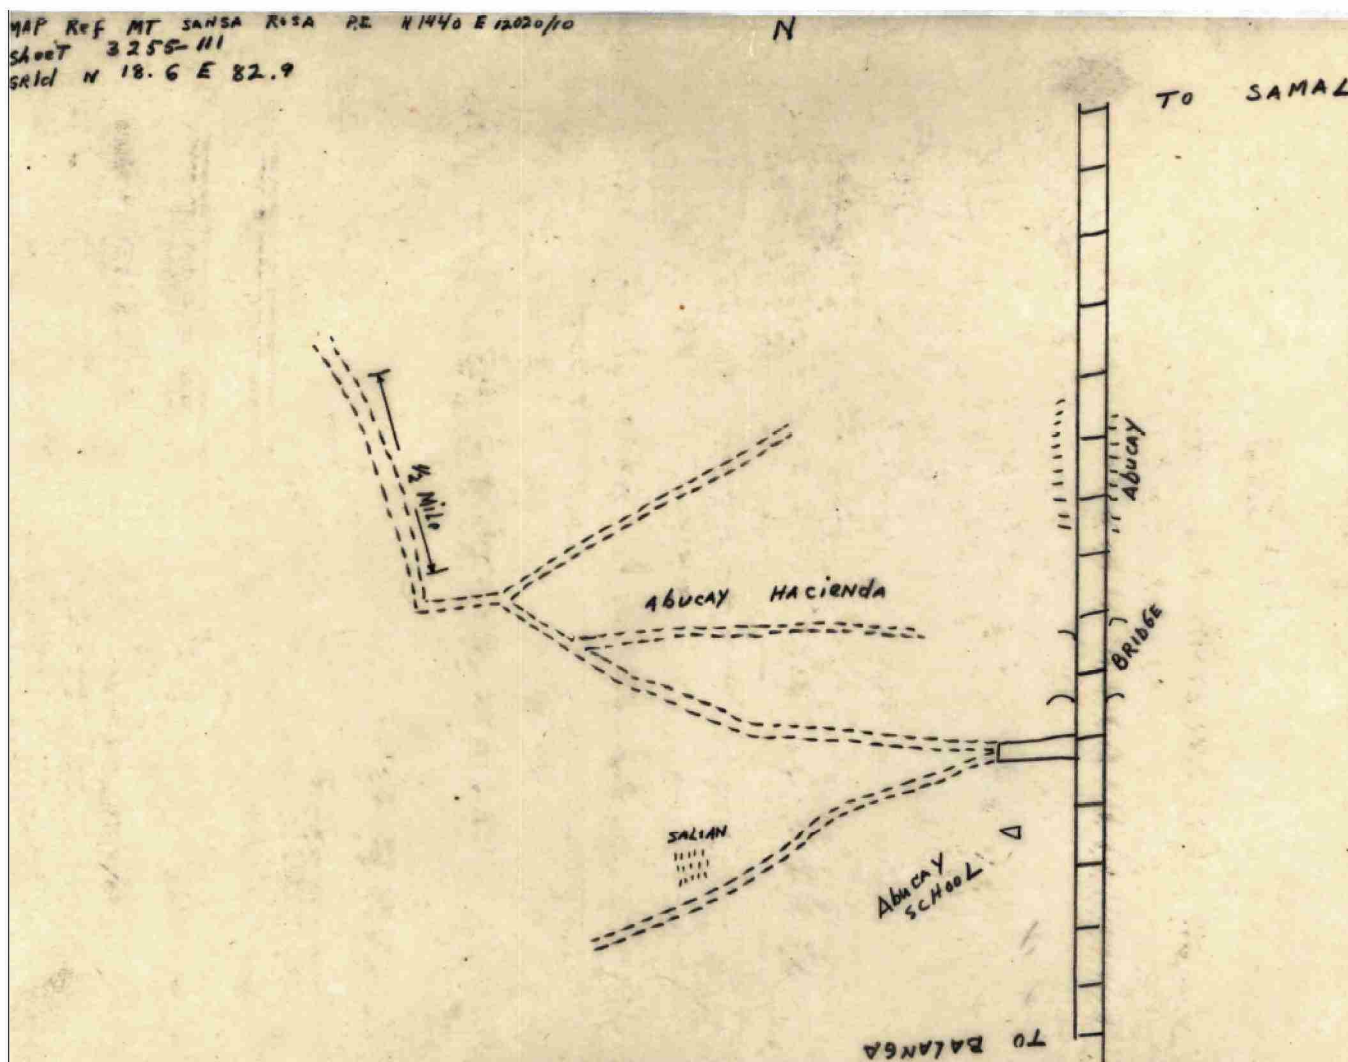 MAP Ref MT SANSA ROSA P.E N 1440 E 12020/10
SheeT 3255-111
GRId N 18.6 E 82.9
N
TO SAMAL
ABUCAY
½ MiLe
ABUCAY HACiENDA
BRIDGE
SALIAN
AbucAY
SCHOOL
TO BALANGA